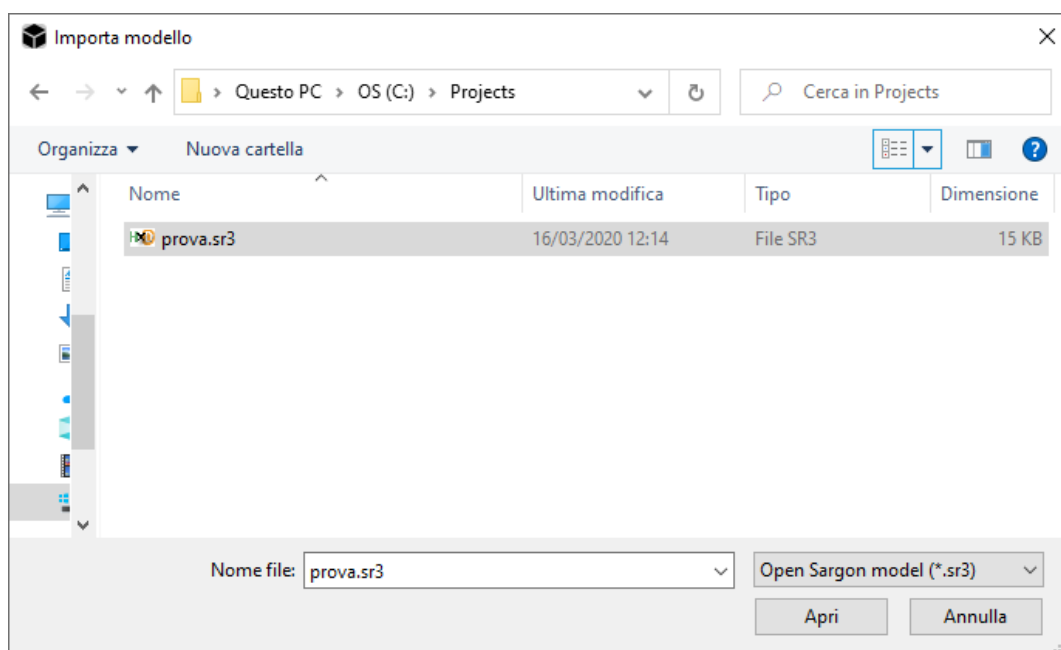 Importa modello
Questo PC > OS (C:) > Projects
Cerca in Projects
Organizza
Nuova cartella
?
Nome
Ultima modifica
Tipo
Dimensione
prova.sr3
16/03/2020 12:14
File SR3
15 KB
Nome file:
prova.sr3
Open Sargon model (*.sr3)
Apri
Annulla